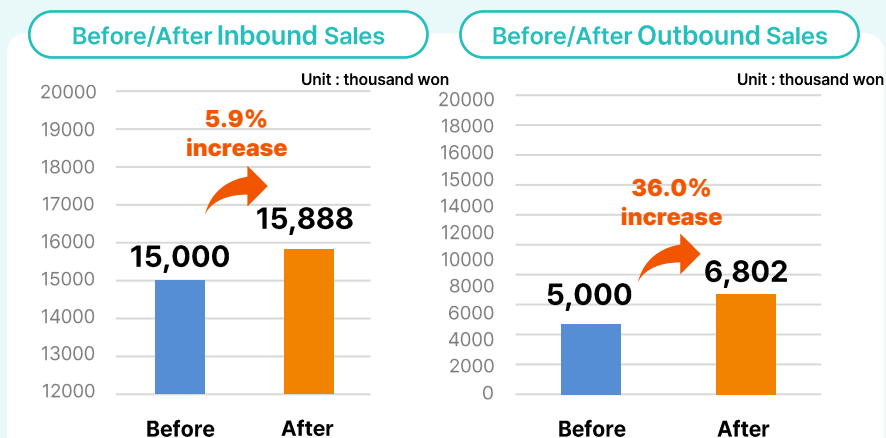 Before/After Inbound Sales
Unit : thousand won
20000
19000
18000
17000
16000
15000
14000
13000
12000
5.9%
increase
15,000
15,888
Before
After
Before/After Outbound Sales
Unit : thousand won
20000
18000
16000
15000
14000
12000
10000
8000
6000
4000
2000
0
36.0%
increase
5,000
6,802
Before
After